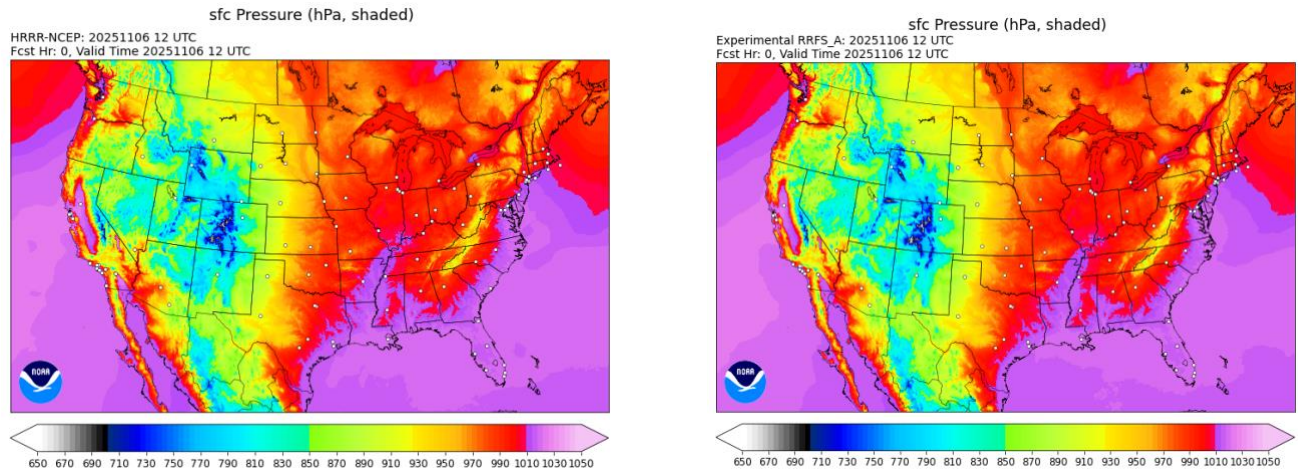 sfc Pressure (hPa, shaded)
HRRR-NCEP: 20251106 12 UTC
Fcst Hr: 0, Valid Time 20251106 12 UTC
NOAA
650 670 690 710 730 750 770 790 810 830 850 870 890 910 930 950 970 990 1010 1030 1050
sfc Pressure (hPa, shaded)
Experimental RRFS_A: 20251106 12 UTC
Fcst Hr: 0, Valid Time 20251106 12 UTC
NOAA
650 670 690 710 730 750 770 790 810 830 850 870 890 910 930 950 970 990 1010 1030 1050